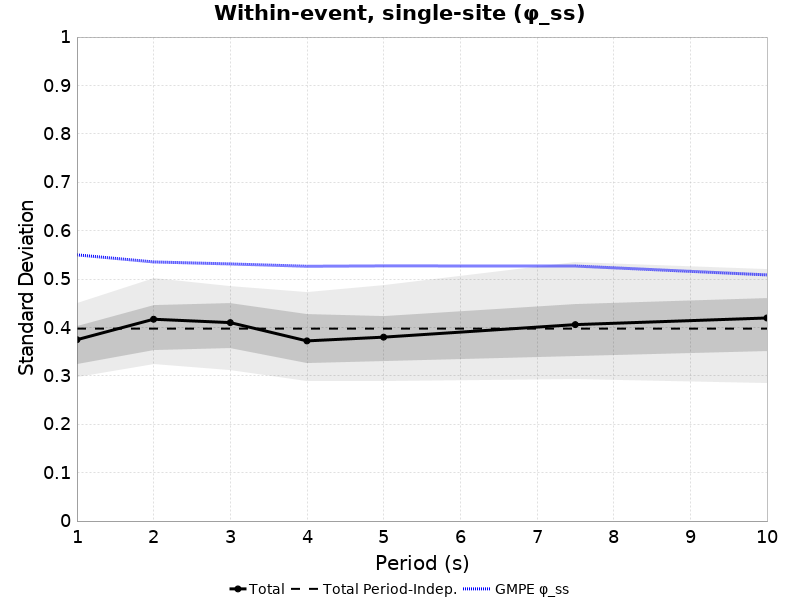 Within-event, single-site (φ_ss)
1
0.9
0.8
0.7
0.6
0.5
0.4
0.3
0.2
0.1
0
Standard Deviation
1 2 3 4 5 6 7 8 9 10
Period (s)
Total Total Period-Indep. GMPE φ_ss